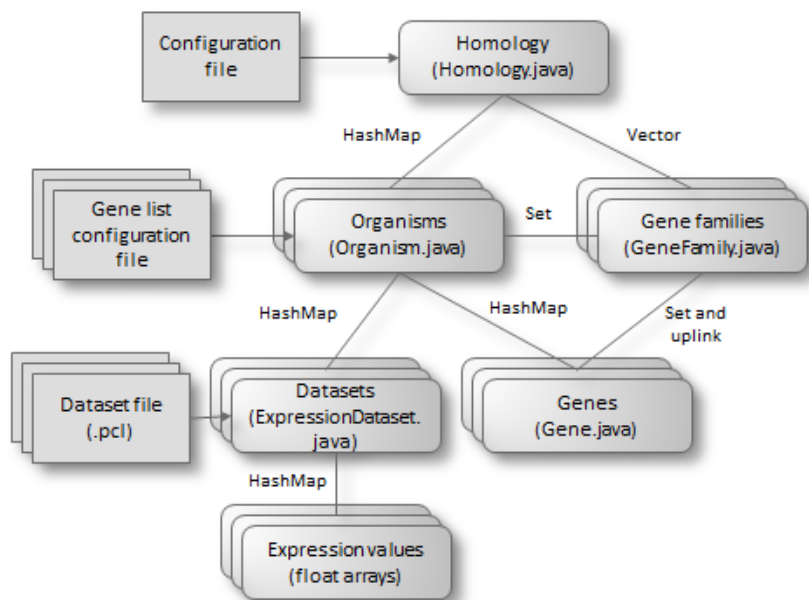 Configuration
file
Homology
(Homology.java)
HashMap
Vector
Gene list
configuration
file
Organisms
(Organism.java)
Set
Gene families
(GeneFamily.java)
HashMap
HashMap
Set and
uplink
Dataset file
(.pcl)
Datasets
(ExpressionDataset.
java)
Genes
(Gene.java)
HashMap
Expression values
(float arrays)